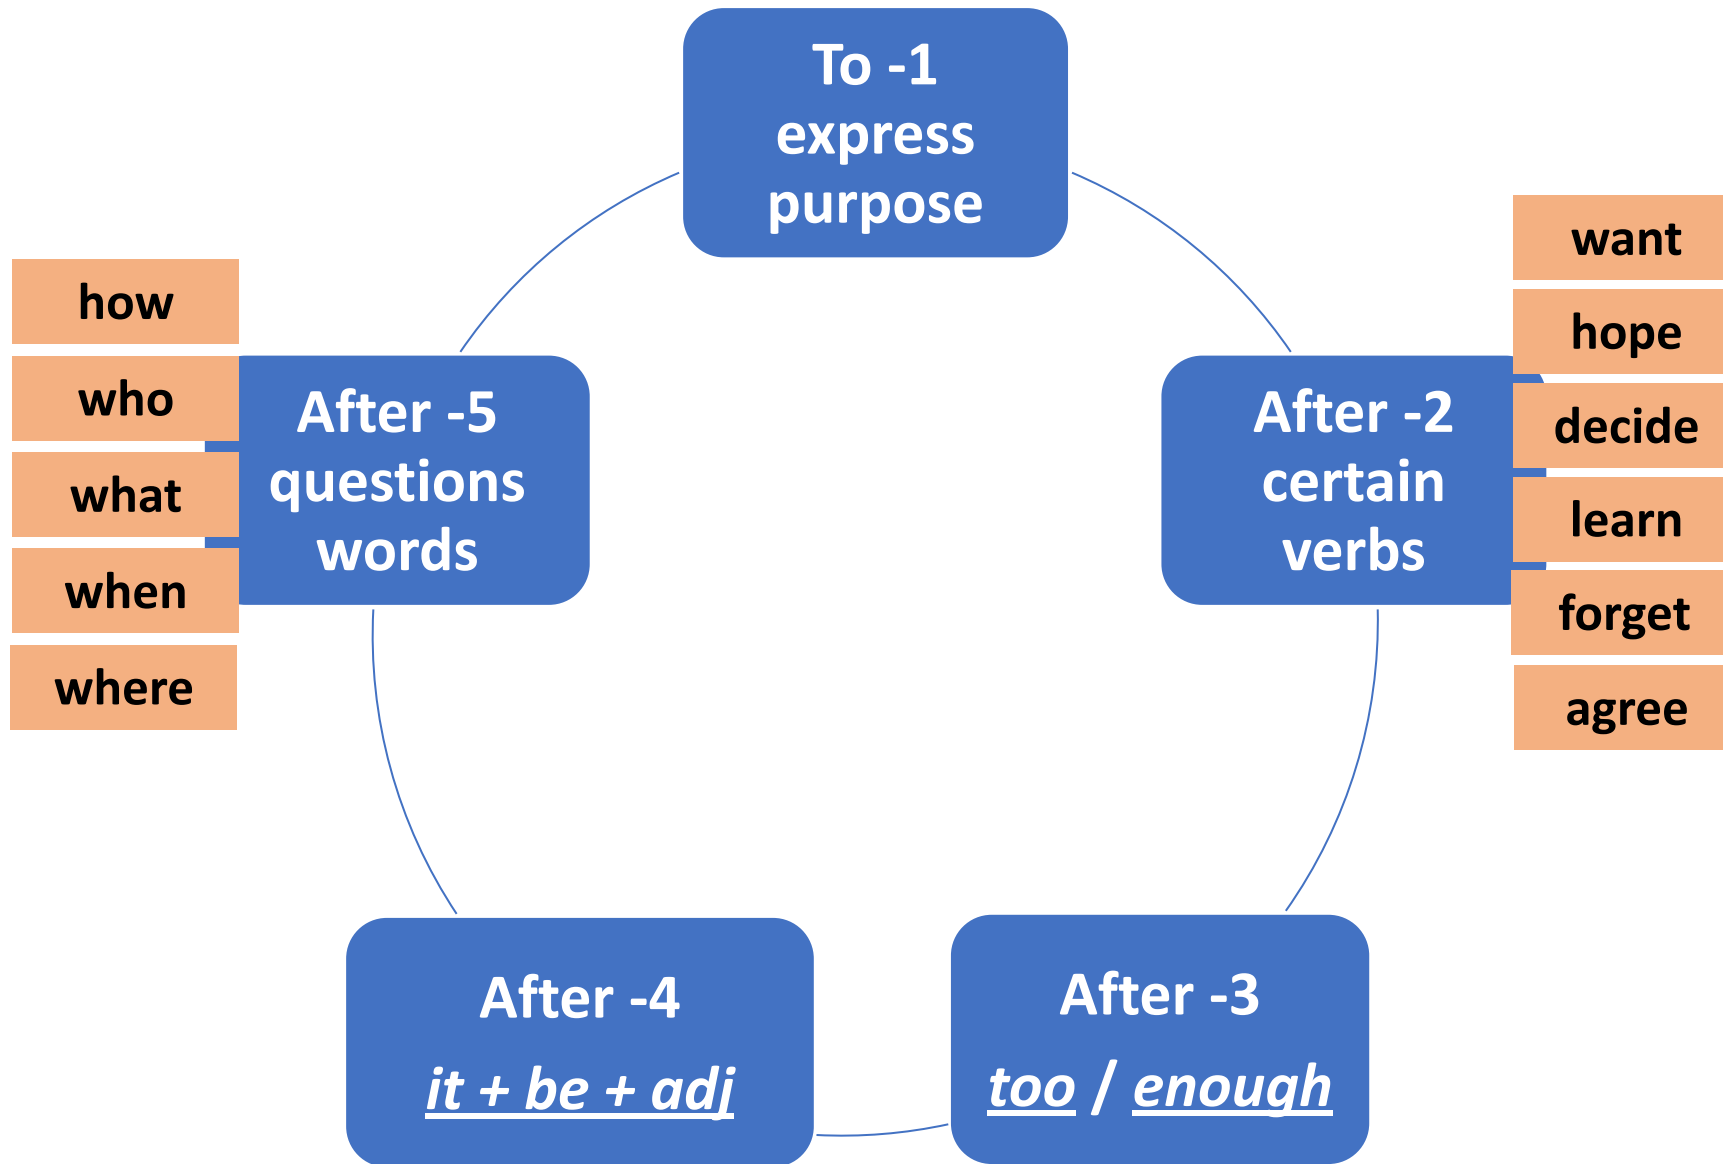 To -1
express
purpose
After -2
certain
verbs
want
hope
decide
learn
forget
agree
After -3
too / enough
After -4
it + be + adj
After -5
questions
words
how
who
what
when
where